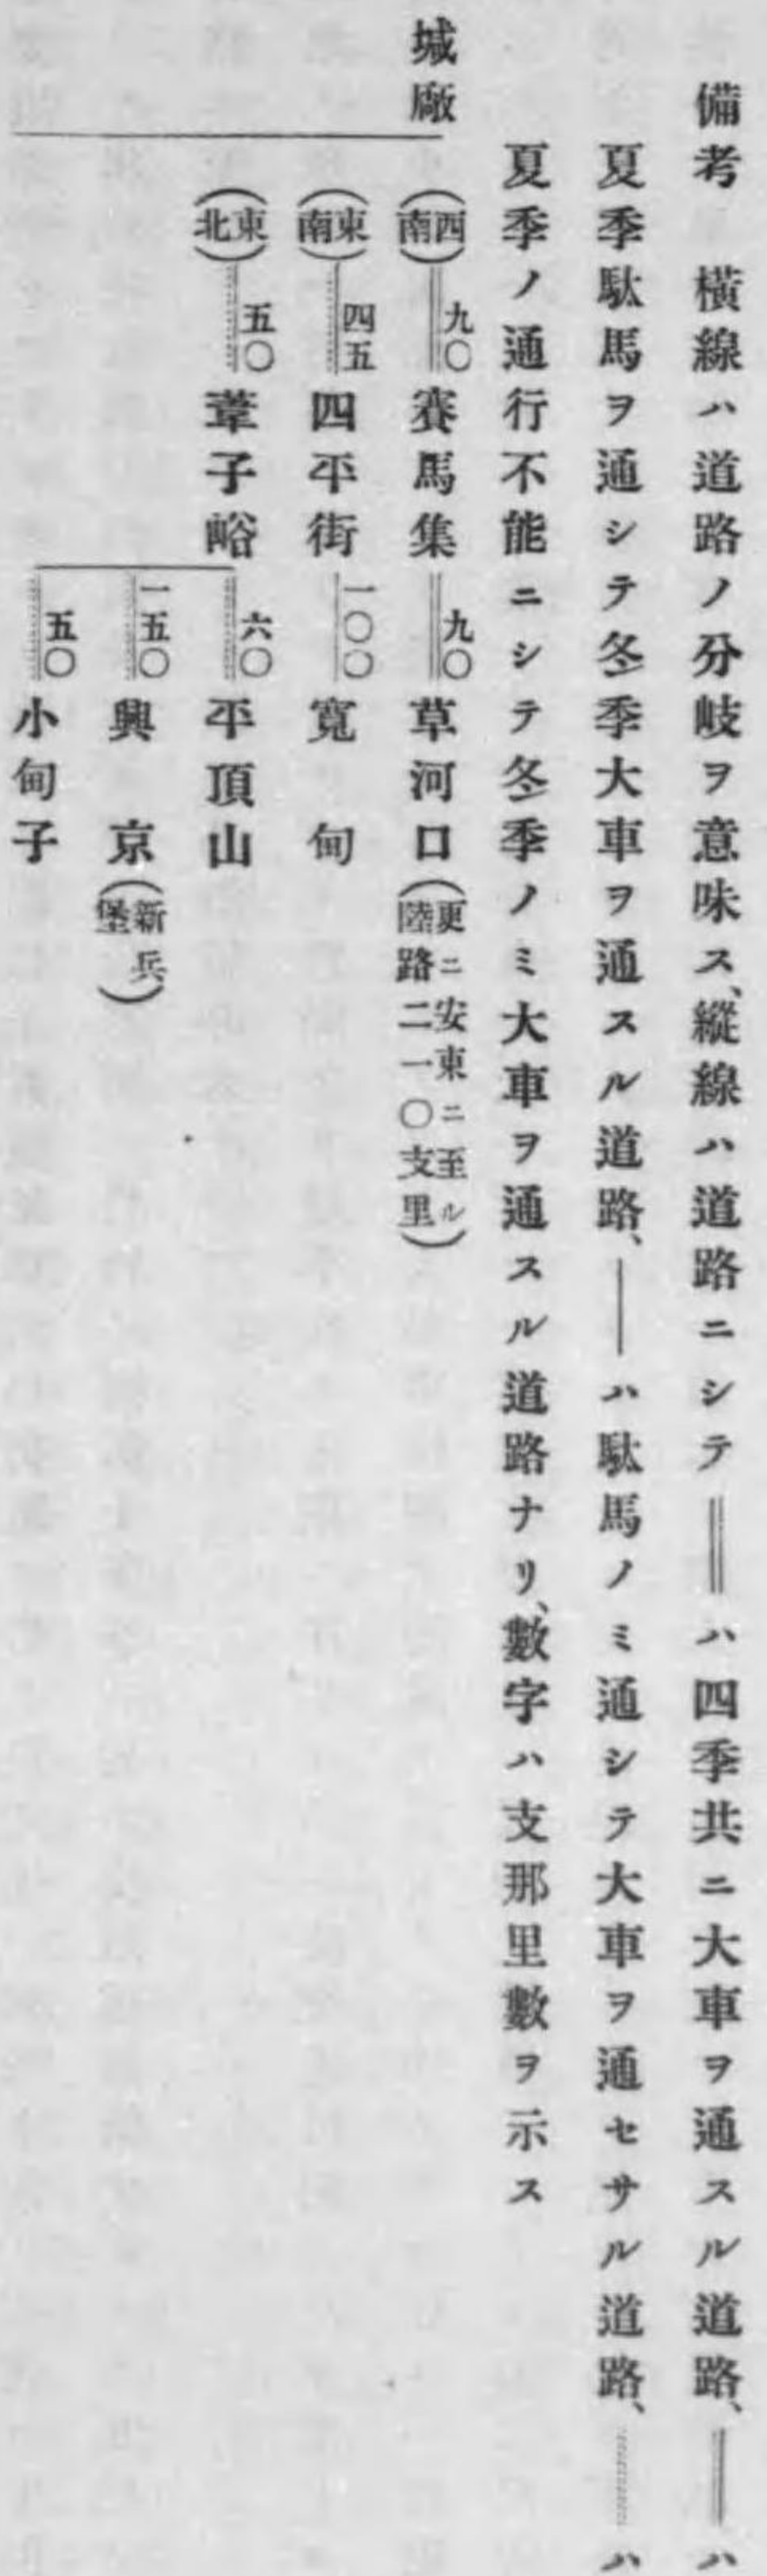 備考 橫線ハ道路ノ分岐ヲ意味ス、縱線ハ道路ニシテ ‖ ハ四季共ニ大車ヲ通スル道路、 ‖ ハ
夏季駄馬ヲ通シテ冬季大車ヲ通スル道路、 │ ハ駄馬ノミ通シテ大車ヲ通セサル道路、 ┊ ハ
夏季ノ通行不能ニシテ冬季ノミ大車ヲ通スル道路ナリ、數字ハ支那里數ヲ示ス
城廠
(西南) 九〇 賽馬集 九〇 草河口(更ニ安東ニ至ル陸路二一〇支里)
(東南) 四五 四平街 一〇〇 寬甸
(東北) 五〇 葦子峪 六〇 平頂山
一五〇 興京(新兵堡)
五〇 小甸子